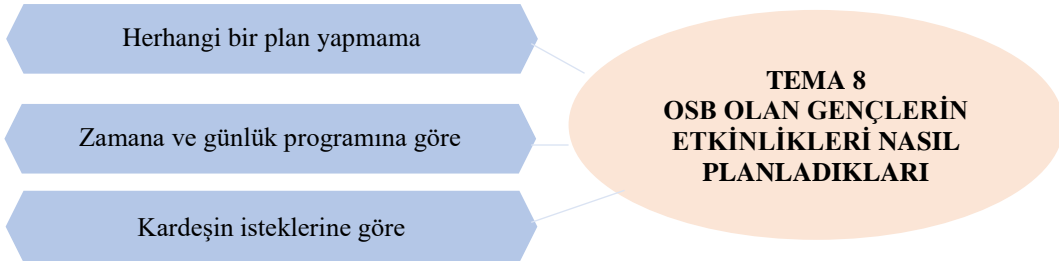 Herhangi bir plan yapmama
Zamana ve günlük programına göre
Kardeşin isteklerine göre
TEMA 8
OSB OLAN GENÇLERİN
ETKİNLİKLERİ NASIL
PLANLADIKLARI